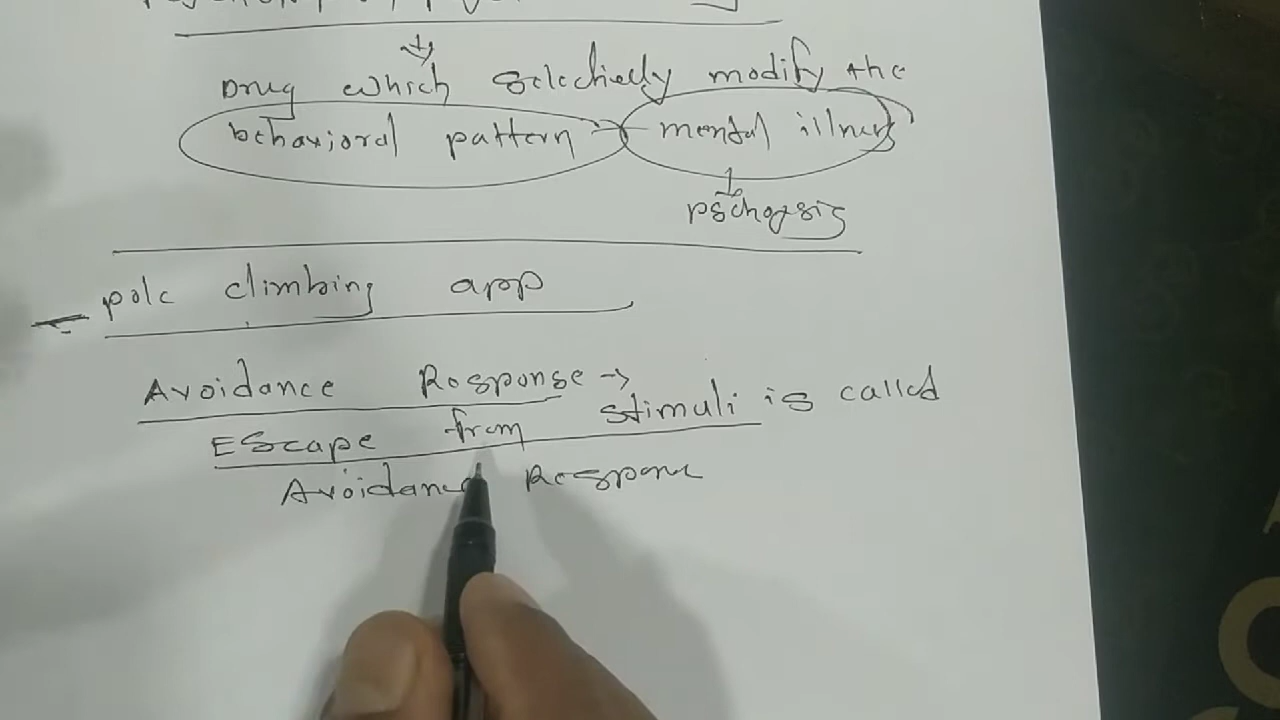 Drug which selectively modify the
behavioral pattern → mental illness
pschosis
pole climbing app
Avoidance Response →
Escape from stimuli is called
Avoidance Response